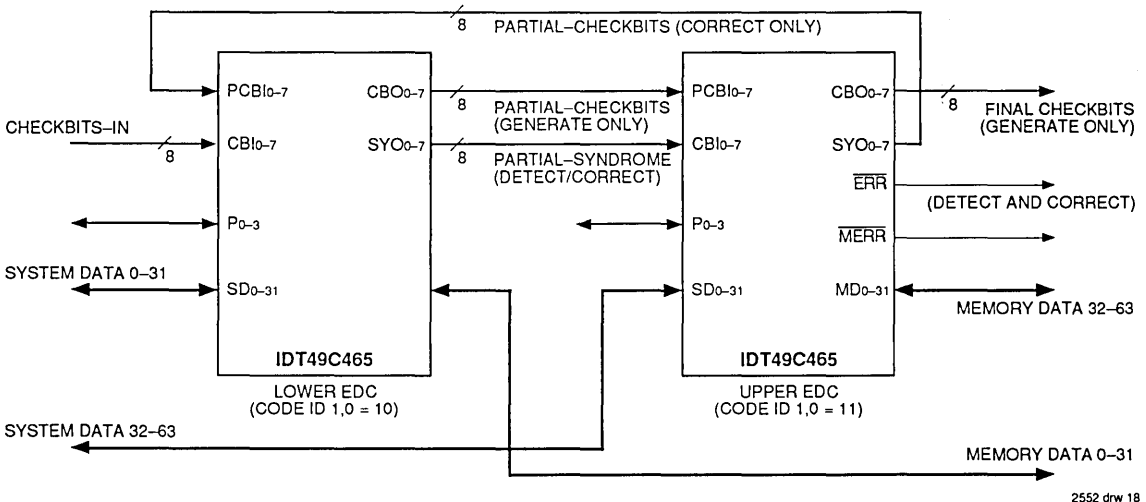 8 PARTIAL–CHECKBITS (CORRECT ONLY)
PCBI0–7
CBO0–7
8
PARTIAL–CHECKBITS
(GENERATE ONLY)
PCBI0–7
CBO0–7
8
FINAL CHECKBITS
(GENERATE ONLY)
CHECKBITS–IN
8
CBI0–7
SYO0–7
8
PARTIAL–SYNDROME
(DETECT/CORRECT)
CBI0–7
SYO0–7
ERR
(DETECT AND CORRECT)
P0–3
P0–3
MERR
SYSTEM DATA 0–31
SD0–31
SD0–31
MD0–31
MEMORY DATA 32–63
IDT49C465
IDT49C465
LOWER EDC
(CODE ID 1,0 = 10)
UPPER EDC
(CODE ID 1,0 = 11)
SYSTEM DATA 32–63
MEMORY DATA 0–31
2552 drw 18